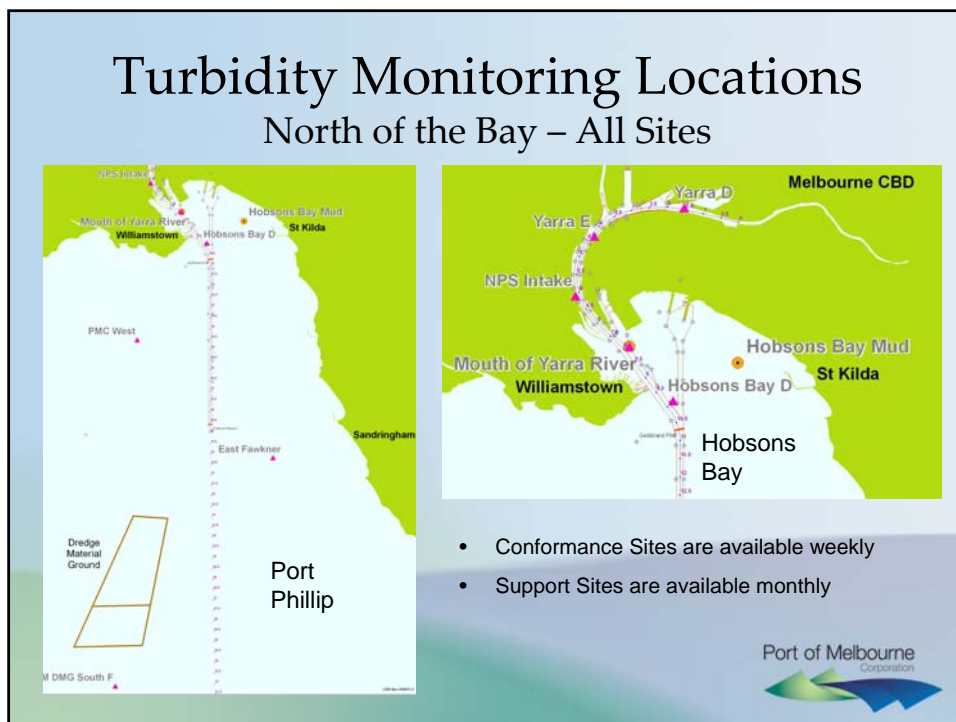 Turbidity Monitoring Locations
North of the Bay – All Sites
NPS Intake
Mouth of Yarra River
Williamstown
Hobsons Bay Mud
St Kilda
Hobsons Bay D
PMC West
Sandringham
East Fawkner
Dredge
Material
Ground
Port
Phillip
M DMG South F
Yarra D
Melbourne CBD
Yarra E
NPS Intake
Mouth of Yarra River
Williamstown
Hobsons Bay Mud
St Kilda
Hobsons Bay D
Hobsons
Bay
• Conformance Sites are available weekly
• Support Sites are available monthly
Port of Melbourne
Corporation